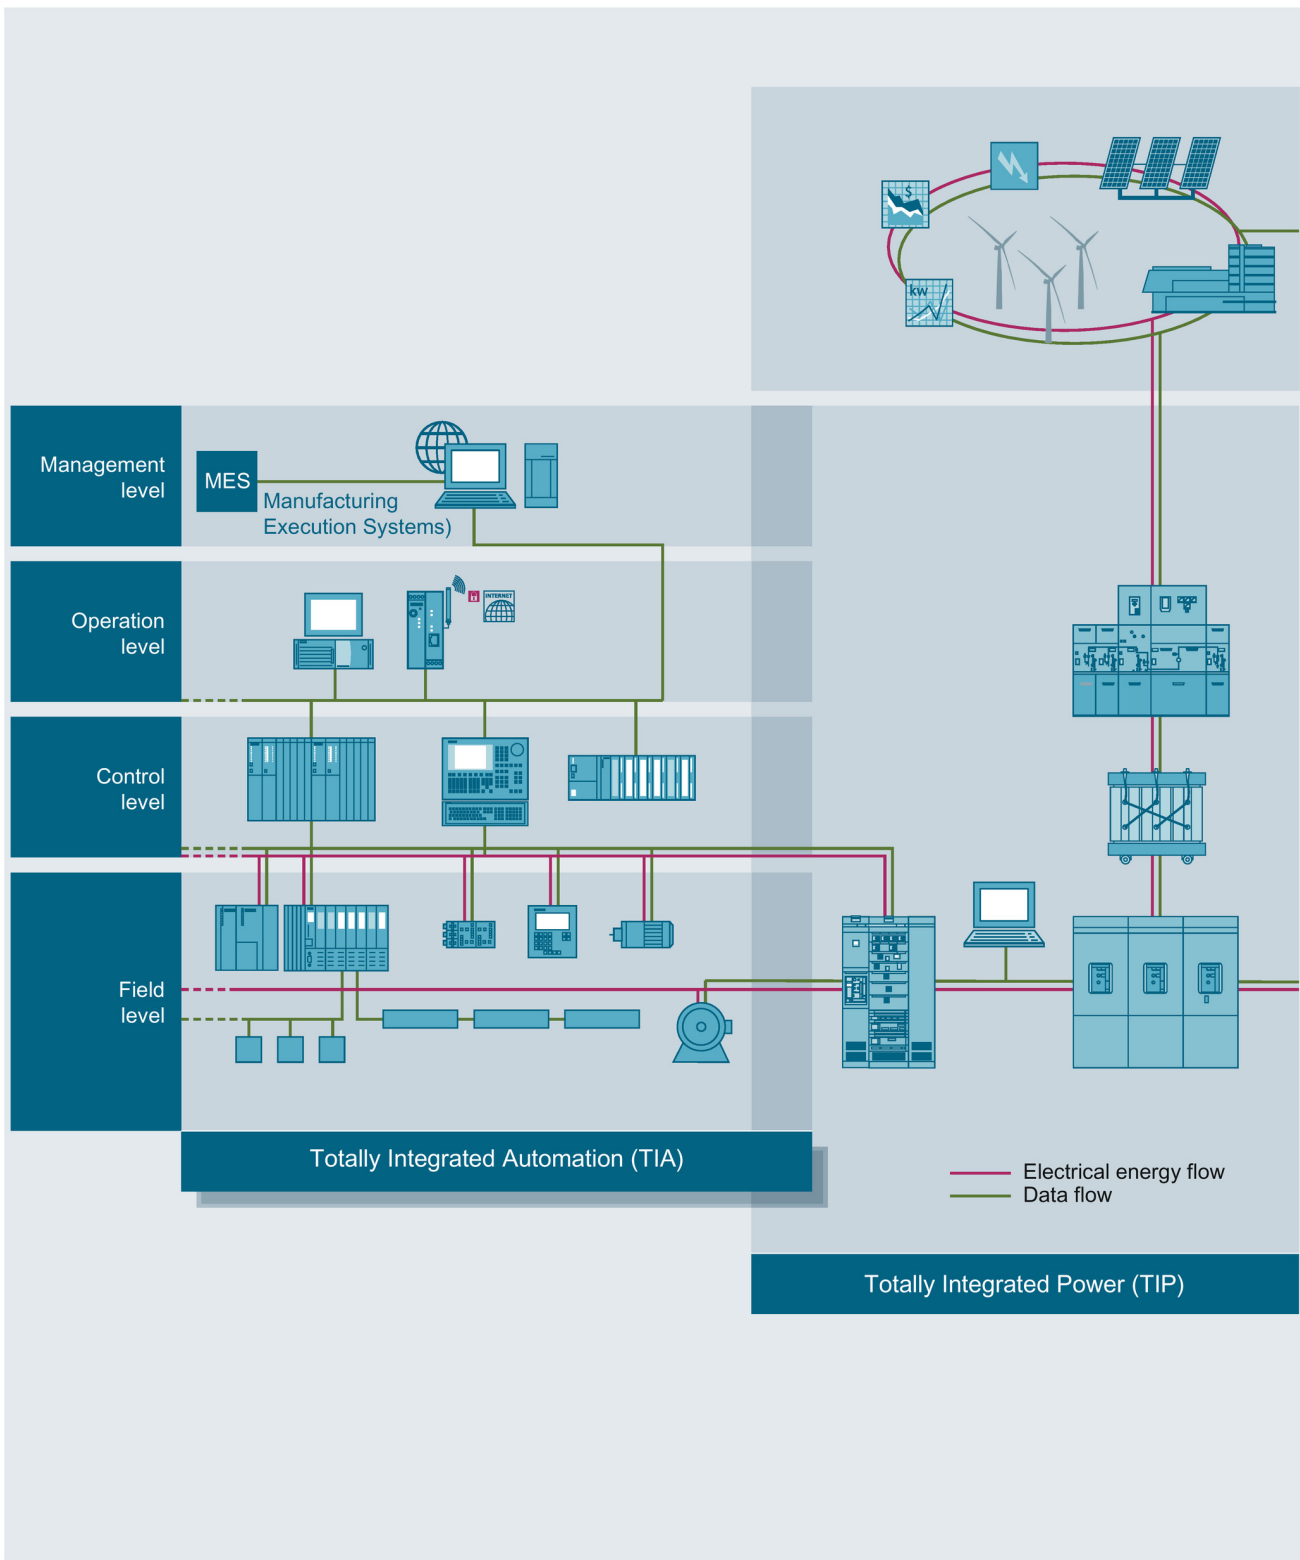 $
kw
Management
level
MES
Manufacturing
Execution Systems)
Operation
level
INTERNET
Control
level
Field
level
Totally Integrated Automation (TIA)
Electrical energy flow
Data flow
Totally Integrated Power (TIP)